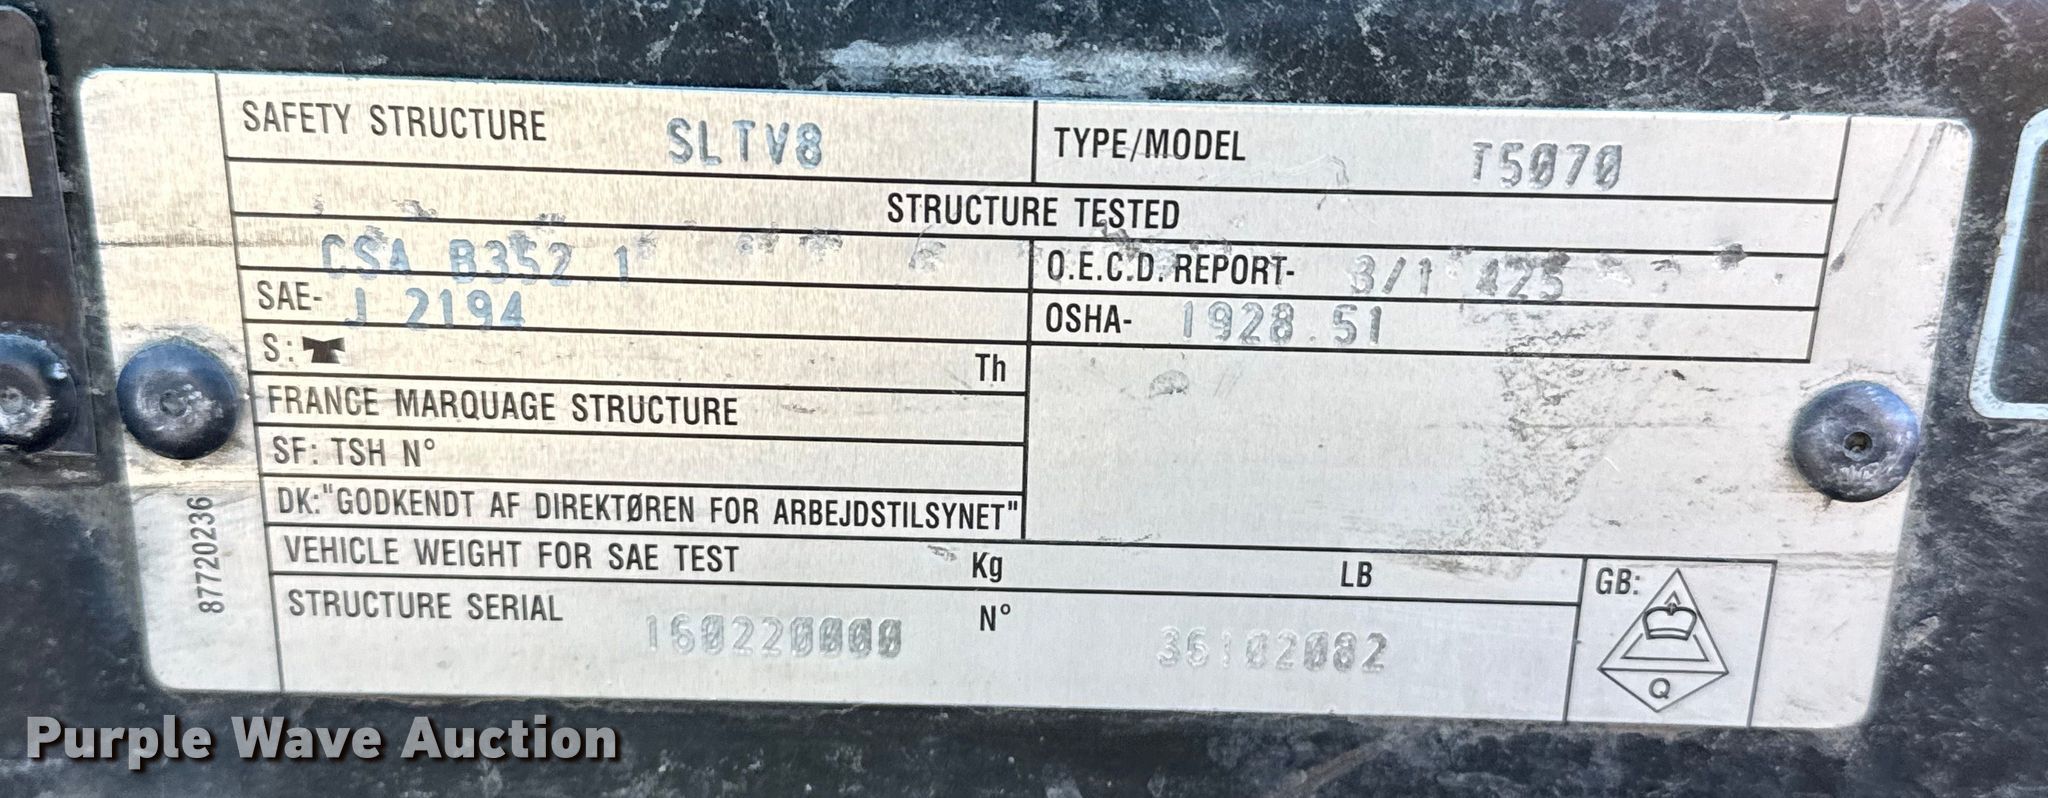 SAFETY STRUCTURE SLTV8 TYPE/MODEL T5070
STRUCTURE TESTED
CSA B352.1 O.E.C.D. REPORT- 3/1 425
SAE- J 2194 OSHA- 1928.51
S: Th
FRANCE MARQUAGE STRUCTURE
SF: TSH N°
DK:"GODKENDT AF DIREKTØREN FOR ARBEJDSTILSYNET"
VEHICLE WEIGHT FOR SAE TEST Kg LB
STRUCTURE SERIAL 160220000 N° 36102082
GB:
Q
87720236
Purple Wave Auction